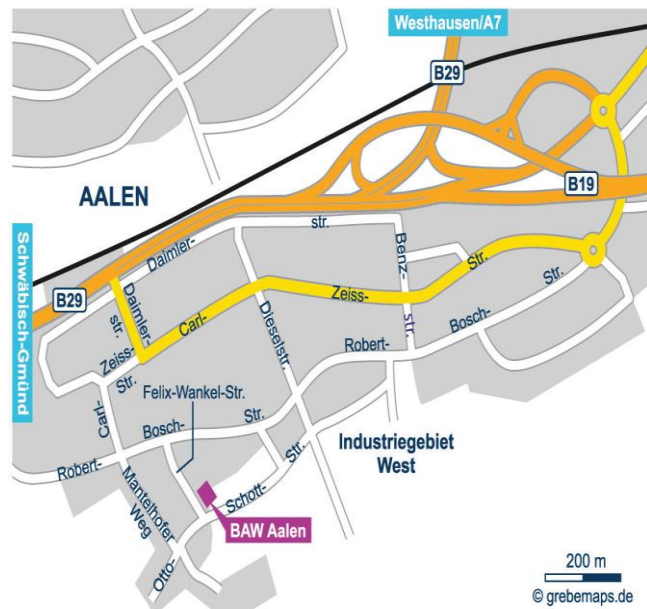 Westhausen/A7
B29
B19
AALEN
Schwäbisch-Gmünd
B29
Daimler-
str.
Daimler-
str.
Benz-
str.
Carl-
Zeiss-
Str.
Carl-
Zeiss-
Str.
Dieselstr.
Robert-
Bosch-
Str.
Felix-Wankel-Str.
Robert-
Bosch-
Str.
Industriegebiet
West
Mantelhofer
Weg
Otto-
Schott-
Str.
BAW Aalen
200 m
© grebemaps.de